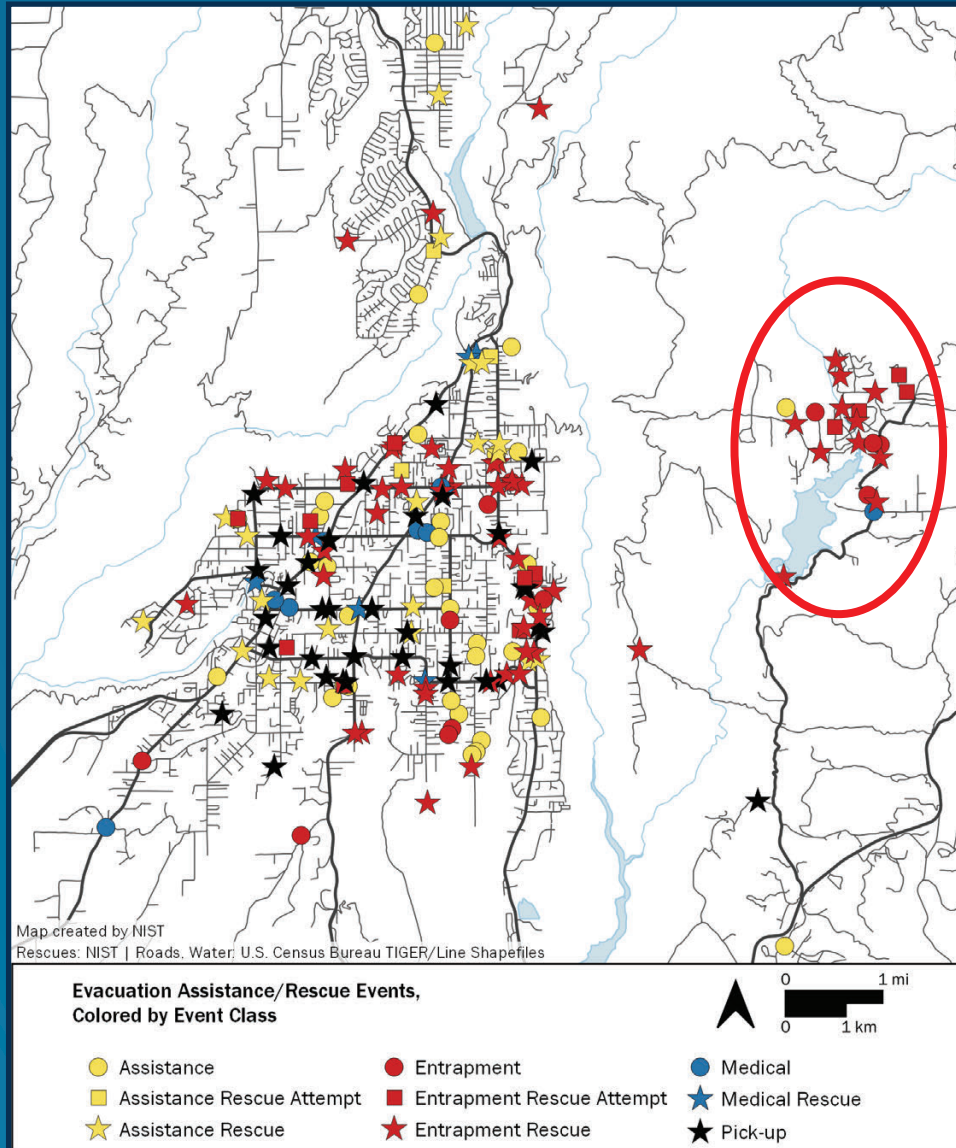 Map created by NIST
Rescues: NIST | Roads, Water: U.S. Census Bureau TIGER/Line Shapefiles
Evacuation Assistance/Rescue Events,
Colored by Event Class
0 1 mi
0 1 km
Assistance Entrapment Medical
Assistance Rescue Attempt Entrapment Rescue Attempt Medical Rescue
Assistance Rescue Entrapment Rescue Pick-up